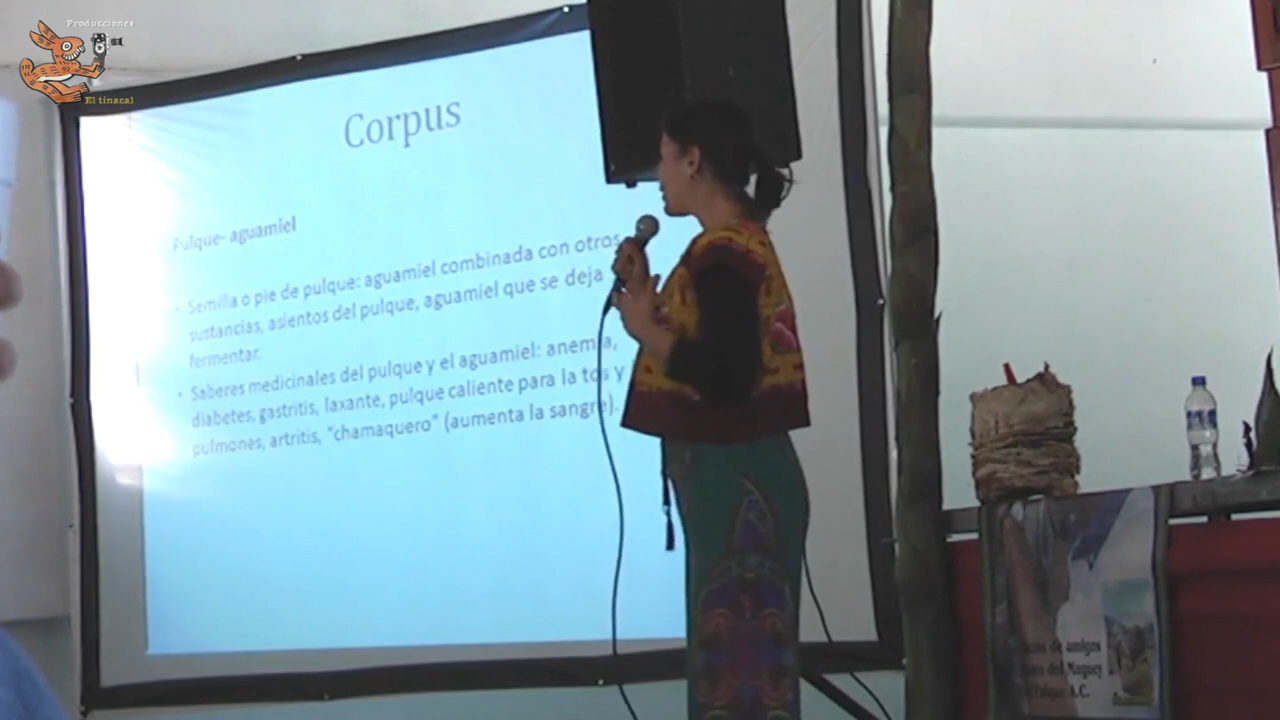 Producciones
El tinacal
Corpus
Pulque- aguamiel
• Semilla o pie de pulque: aguamiel combinada con otros
sustancias, asientos del pulque, aguamiel que se deja
fermentar.
• Saberes medicinales del pulque y el aguamiel: anemia,
diabetes, gastritis, laxante, pulque caliente para la tos y
pulmones, artritis, "chamaquero" (aumenta la sangre).
de amigos
del Maguey
A.C.